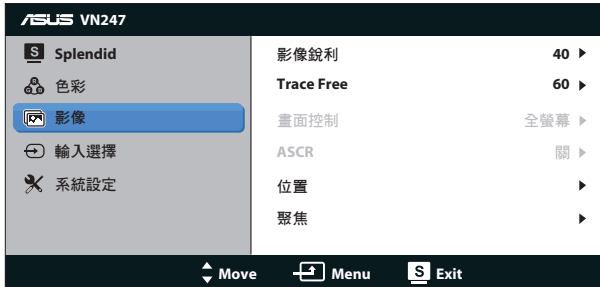 ASUS VN247
S Splendid
色彩
影像
輸入選擇
系統設定
影像銳利 40
Trace Free 60
畫面控制 全螢幕
ASCR 關
位置
聚焦
Move Menu S Exit